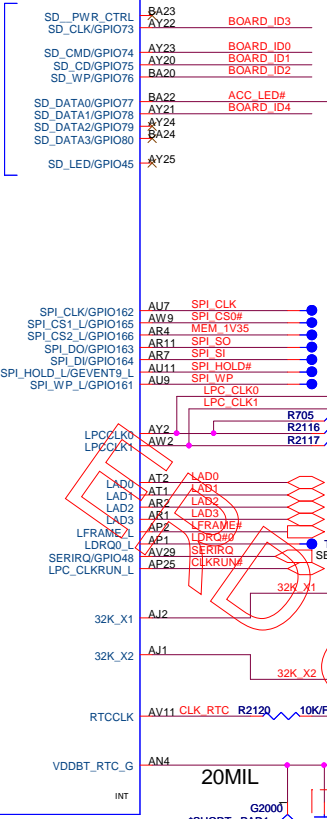 SD__PWR_CTRL BA23
SD_CLK/GPIO73 AY22 BOARD_ID3
SD_CMD/GPIO74 AY23 BOARD_ID0
SD_CD/GPIO75 AY20 BOARD_ID1
SD_WP/GPIO76 BA20 BOARD_ID2
SD_DATA0/GPIO77 BA22 ACC_LED#
SD_DATA1/GPIO78 AY21 BOARD_ID4
SD_DATA2/GPIO79 AY24
SD_DATA3/GPIO80 BA24
SD_LED/GPIO45 AY25
SPI_CLK/GPIO162 AU7 SPI_CLK
SPI_CS1_L/GPIO165 AW9 SPI_CS0#
SPI_CS2_L/GPIO166 AR4 MEM_1V35
SPI_DO/GPIO163 AR11 SPI_SO
SPI_DI/GPIO164 AR7 SPI_SI
SPI_HOLD_L/GEVENT9_L AU11 SPI_HOLD#
SPI_WP_L/GPIO161 AU9 SPI_WP
LPC_CLK0
LPC_CLK1
R705
LPCCLK0 AY2 R2116
LPCCLK1 AW2 R2117
LAD0 AT2 LAD0
LAD1 AT1 LAD1
LAD2 AR2 LAD2
LAD3 AR1 LAD3
LFRAME_L AP2 LFRAME#
LDRQ0_L AP1 LDRQ#0
SERIRQ/GPIO48 AV29 SERIRQ
LPC_CLKRUN_L AP25 CLKRUN#
32K_X1
32K_X1 AJ2
32K_X2 AJ1
32K_X2
RTCCLK AV11 CLK_RTC R2120 10K/F
VDDBT_RTC_G AN4
20MIL
INT
G2000